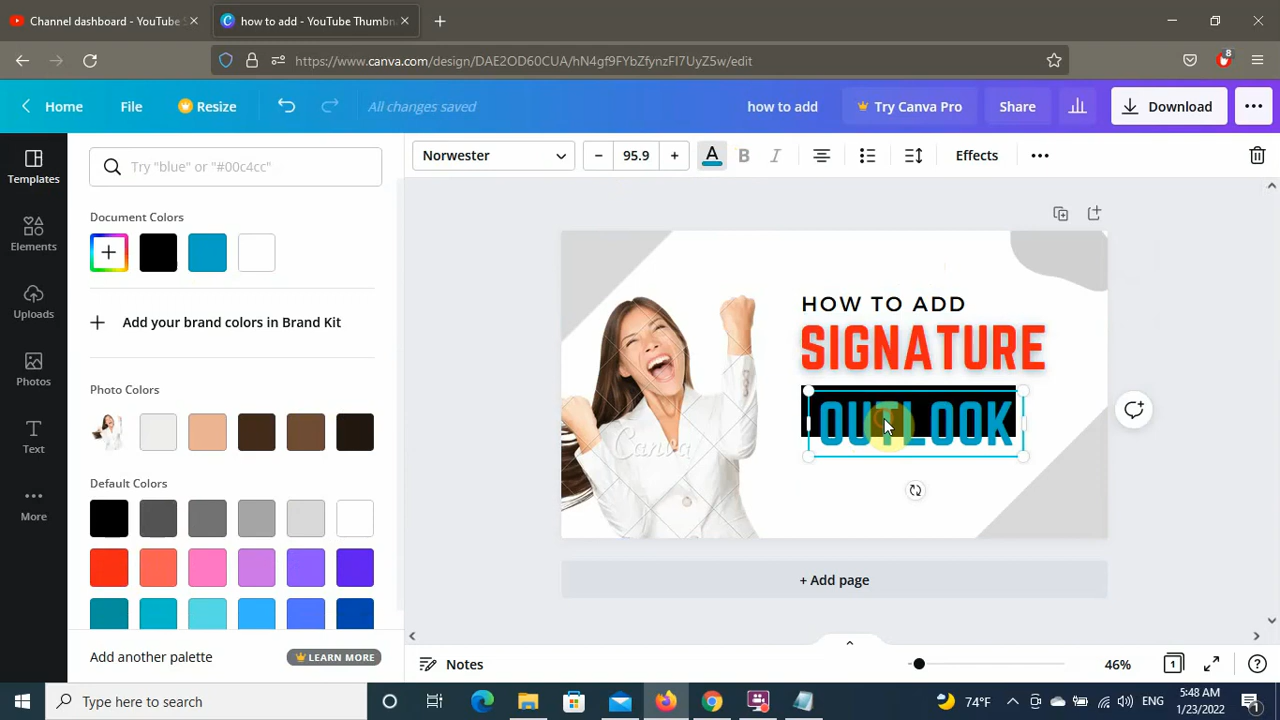 Channel dashboard - YouTube S
how to add - YouTube Thumbn
https://www.canva.com/design/DAE2OD60CUA/hN4gf9FYbZfynzFI7UyZ5w/edit
8
Home
File
Resize
All changes saved
how to add
Try Canva Pro
Share
Download
Templates
Elements
Uploads
Photos
Text
More
Try "blue" or "#00c4cc"
Norwester
95.9
A
B
I
Effects
Document Colors
Add your brand colors in Brand Kit
Photo Colors
Default Colors
Add another palette
LEARN MORE
HOW TO ADD
SIGNATURE
OUTLOOK
Canva
+ Add page
Notes
46%
1
Type here to search
74°F
ENG
5:48 AM
1/23/2022
1